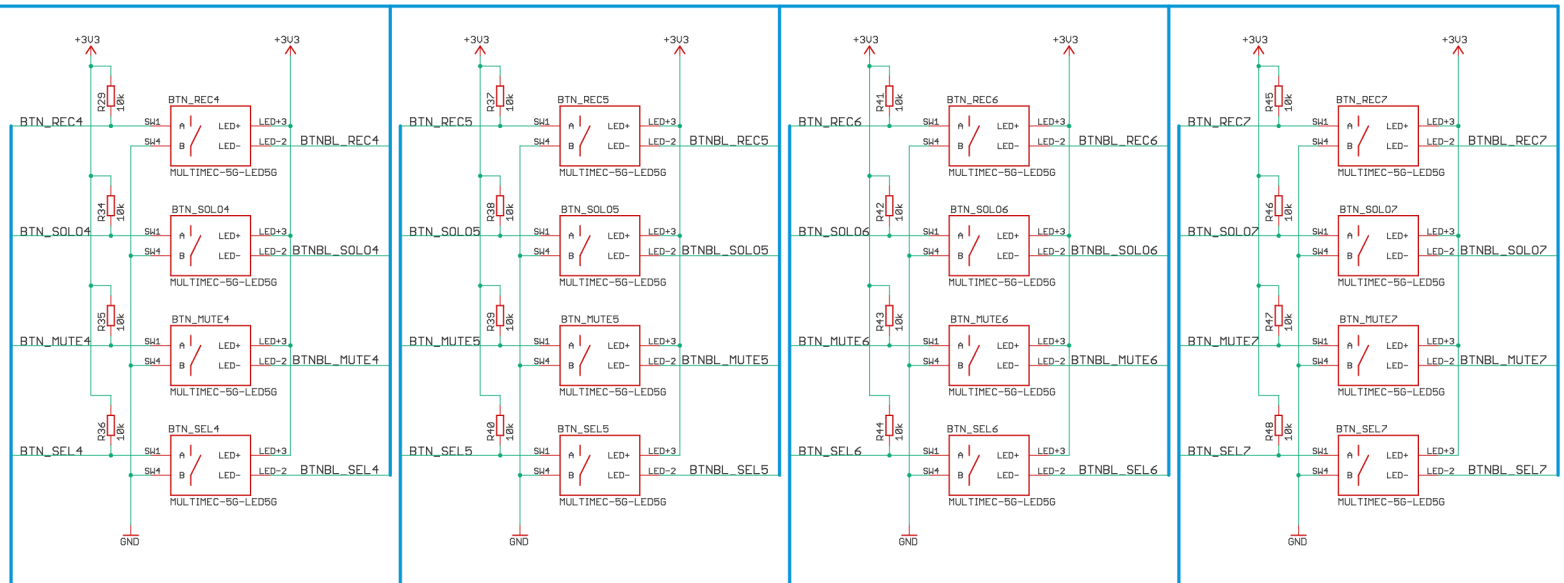 +3V3 +3V3 +3V3 +3V3 +3V3 +3V3 +3V3 +3V3
R29 10k R37 10k R41 10k R45 10k
BTN_REC4 BTN_REC5 BTN_REC6 BTN_REC7
BTN_REC4 SW1 A LED+ LED+3 BTN_REC5 SW1 A LED+ LED+3 BTN_REC6 SW1 A LED+ LED+3 BTN_REC7 SW1 A LED+ LED+3
SW4 B LED- LED-2 BTNBL_REC4 SW4 B LED- LED-2 BTNBL_REC5 SW4 B LED- LED-2 BTNBL_REC6 SW4 B LED- LED-2 BTNBL_REC7
MULTIMEC-5G-LED5G MULTIMEC-5G-LED5G MULTIMEC-5G-LED5G MULTIMEC-5G-LED5G
R34 10k R38 10k R42 10k R46 10k
BTN_SOLO4 BTN_SOLO5 BTN_SOLO6 BTN_SOLO7
BTN_SOLO4 SW1 A LED+ LED+3 BTN_SOLO5 SW1 A LED+ LED+3 BTN_SOLO6 SW1 A LED+ LED+3 BTN_SOLO7 SW1 A LED+ LED+3
SW4 B LED- LED-2 BTNBL_SOLO4 SW4 B LED- LED-2 BTNBL_SOLO5 SW4 B LED- LED-2 BTNBL_SOLO6 SW4 B LED- LED-2 BTNBL_SOLO7
MULTIMEC-5G-LED5G MULTIMEC-5G-LED5G MULTIMEC-5G-LED5G MULTIMEC-5G-LED5G
R35 10k R39 10k R43 10k R47 10k
BTN_MUTE4 BTN_MUTE5 BTN_MUTE6 BTN_MUTE7
BTN_MUTE4 SW1 A LED+ LED+3 BTN_MUTE5 SW1 A LED+ LED+3 BTN_MUTE6 SW1 A LED+ LED+3 BTN_MUTE7 SW1 A LED+ LED+3
SW4 B LED- LED-2 BTNBL_MUTE4 SW4 B LED- LED-2 BTNBL_MUTE5 SW4 B LED- LED-2 BTNBL_MUTE6 SW4 B LED- LED-2 BTNBL_MUTE7
MULTIMEC-5G-LED5G MULTIMEC-5G-LED5G MULTIMEC-5G-LED5G MULTIMEC-5G-LED5G
R36 10k R40 10k R44 10k R48 10k
BTN_SEL4 BTN_SEL5 BTN_SEL6 BTN_SEL7
BTN_SEL4 SW1 A LED+ LED+3 BTN_SEL5 SW1 A LED+ LED+3 BTN_SEL6 SW1 A LED+ LED+3 BTN_SEL7 SW1 A LED+ LED+3
SW4 B LED- LED-2 BTNBL_SEL4 SW4 B LED- LED-2 BTNBL_SEL5 SW4 B LED- LED-2 BTNBL_SEL6 SW4 B LED- LED-2 BTNBL_SEL7
MULTIMEC-5G-LED5G MULTIMEC-5G-LED5G MULTIMEC-5G-LED5G MULTIMEC-5G-LED5G
GND GND GND GND